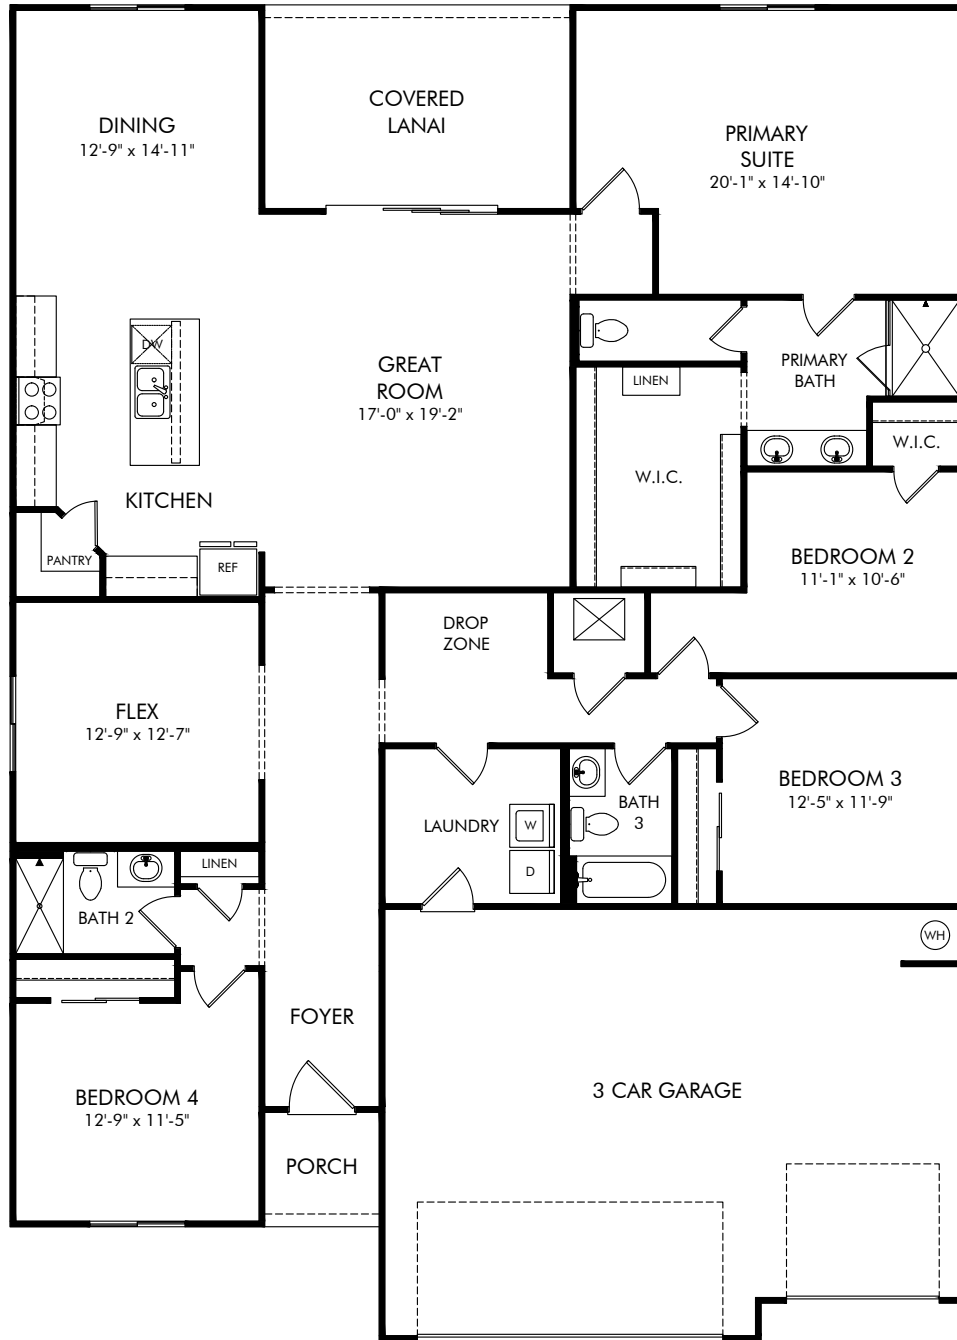 COVERED
LANAI
DINING
12'-9" x 14'-11"
PRIMARY
SUITE
20'-1" x 14'-10"
DW
GREAT
ROOM
17'-0" x 19'-2"
PRIMARY
BATH
LINEN
W.I.C.
W.I.C.
KITCHEN
PANTRY
REF
BEDROOM 2
11'-1" x 10'-6"
DROP
ZONE
FLEX
12'-9" x 12'-7"
BEDROOM 3
12'-5" x 11'-9"
LAUNDRY
W
D
BATH
3
LINEN
BATH 2
WH
FOYER
BEDROOM 4
12'-9" x 11'-5"
3 CAR GARAGE
PORCH